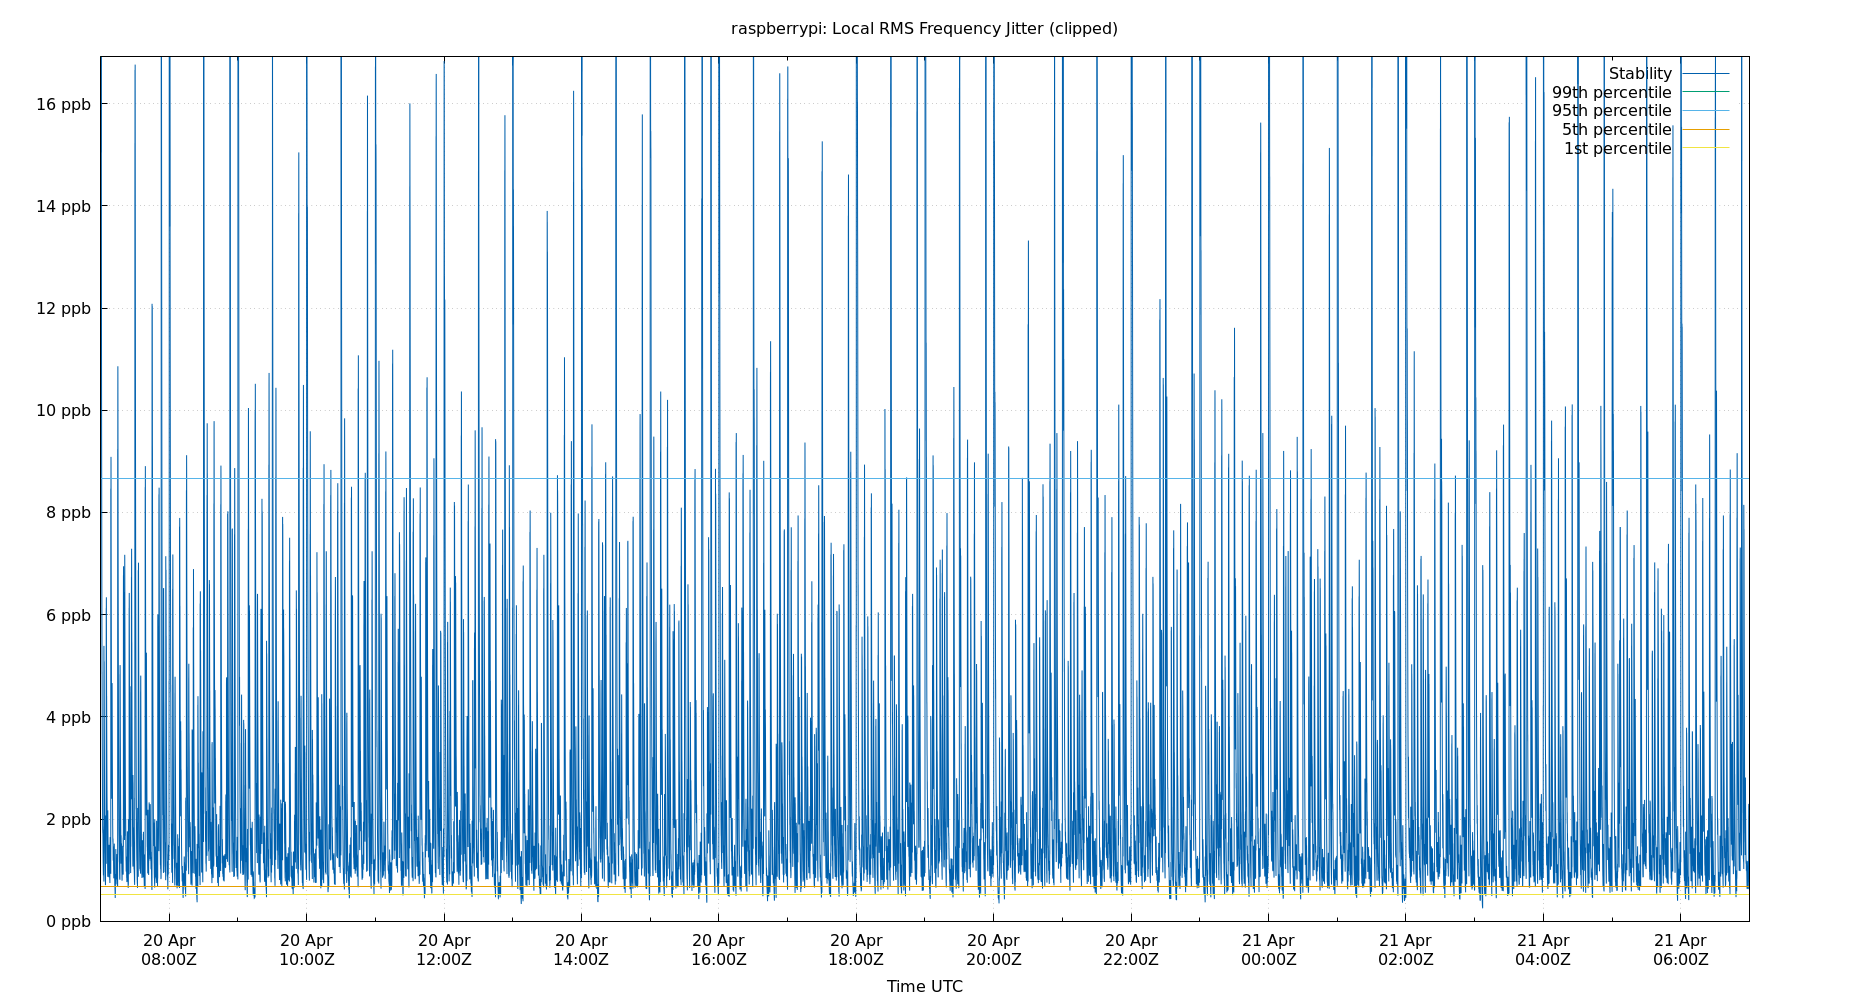 raspberrypi: Local RMS Frequency Jitter (clipped)
Stability
99th percentile
95th percentile
5th percentile
1st percentile
16 ppb
14 ppb
12 ppb
10 ppb
8 ppb
6 ppb
4 ppb
2 ppb
0 ppb
20 Apr 20 Apr 20 Apr 20 Apr 20 Apr 20 Apr 20 Apr 20 Apr 21 Apr 21 Apr 21 Apr 21 Apr
08:00Z 10:00Z 12:00Z 14:00Z 16:00Z 18:00Z 20:00Z 22:00Z 00:00Z 02:00Z 04:00Z 06:00Z
Time UTC